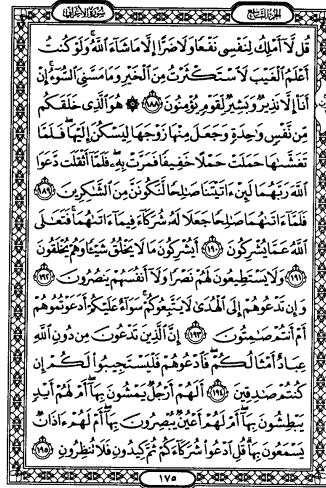 الجزء التاسع سورة الأعراف
قُل لَّآ أَمْلِكُ لِنَفْسِى نَفْعًا وَلَا ضَرًّا إِلَّا مَا شَآءَ ٱللَّهُ وَلَوْ كُنتُ
أَعْلَمُ ٱلْغَيْبَ لَٱسْتَكْثَرْتُ مِنَ ٱلْخَيْرِ وَمَا مَسَّنِىَ ٱلسُّوٓءُ إِنْ
أَنَا۠ إِلَّا نَذِيرٌ وَبَشِيرٌ لِّقَوْمٍ يُؤْمِنُونَ ﴿١٨٨﴾ ۞ هُوَ ٱلَّذِى خَلَقَكُم
مِّن نَّفْسٍ وَٰحِدَةٍ وَجَعَلَ مِنْهَا زَوْجَهَا لِيَسْكُنَ إِلَيْهَا فَلَمَّا
تَغَشَّىٰهَا حَمَلَتْ حَمْلًا خَفِيفًا فَمَرَّتْ بِهِۦ فَلَمَّآ أَثْقَلَت دَّعَوَا
ٱللَّهَ رَبَّهُمَا لَئِنْ ءَاتَيْتَنَا صَٰلِحًا لَّنَكُونَنَّ مِنَ ٱلشَّٰكِرِينَ ﴿١٨٩﴾
فَلَمَّآ ءَاتَىٰهُمَا صَٰلِحًا جَعَلَا لَهُۥ شُرَكَآءَ فِيمَآ ءَاتَىٰهُمَا فَتَعَٰلَى
ٱللَّهُ عَمَّا يُشْرِكُونَ ﴿١٩٠﴾ أَيُشْرِكُونَ مَا لَا يَخْلُقُ شَيْـًٔا وَهُمْ يُخْلَقُونَ
﴿١٩١﴾ وَلَا يَسْتَطِيعُونَ لَهُمْ نَصْرًا وَلَآ أَنفُسَهُمْ يَنصُرُونَ ﴿١٩٢﴾
وَإِن تَدْعُوهُمْ إِلَى ٱلْهُدَىٰ لَا يَتَّبِعُوكُمْ سَوَآءٌ عَلَيْكُمْ أَدَعَوْتُمُوهُمْ
أَمْ أَنتُمْ صَٰمِتُونَ ﴿١٩٣﴾ إِنَّ ٱلَّذِينَ تَدْعُونَ مِن دُونِ ٱللَّهِ
عِبَادٌ أَمْثَالُكُمْ فَٱدْعُوهُمْ فَلْيَسْتَجِيبُوا۟ لَكُمْ إِن
كُنتُمْ صَٰدِقِينَ ﴿١٩٤﴾ أَلَهُمْ أَرْجُلٌ يَمْشُونَ بِهَآ أَمْ لَهُمْ أَيْدٍ
يَبْطِشُونَ بِهَآ أَمْ لَهُمْ أَعْيُنٌ يُبْصِرُونَ بِهَآ أَمْ لَهُمْ ءَاذَانٌ
يَسْمَعُونَ بِهَا قُلِ ٱدْعُوا۟ شُرَكَآءَكُمْ ثُمَّ كِيدُونِ فَلَا تُنظِرُونِ ﴿١٩٥﴾
١٧٥